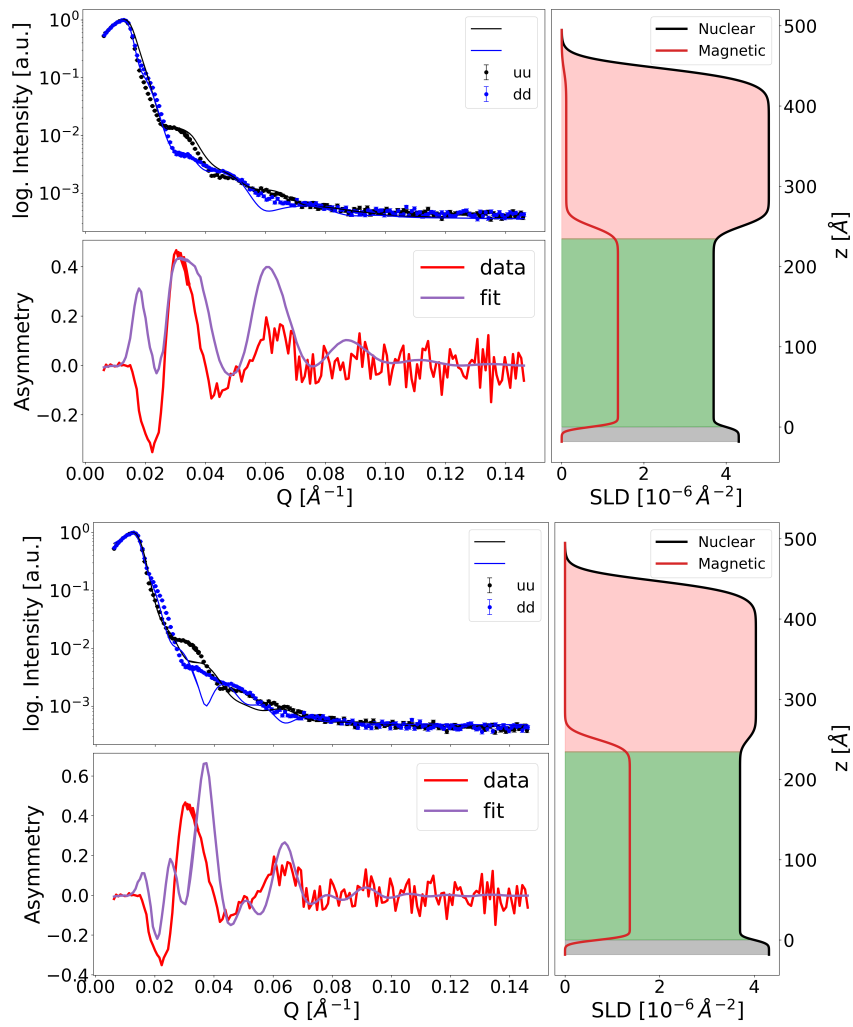 log. Intensity [a.u.]
10⁰
10⁻¹
10⁻²
10⁻³
uu
dd
Asymmetry
0.4
0.2
0.0
−0.2
data
fit
0.00 0.02 0.04 0.06 0.08 0.10 0.12 0.14
Q [Å⁻¹]
Nuclear
Magnetic
500
400
300
200
100
0
z [Å]
0 2 4
SLD [10⁻⁶ Å⁻²]
log. Intensity [a.u.]
10⁰
10⁻¹
10⁻²
10⁻³
uu
dd
Asymmetry
0.6
0.4
0.2
0.0
−0.2
−0.4
data
fit
0.00 0.02 0.04 0.06 0.08 0.10 0.12 0.14
Q [Å⁻¹]
Nuclear
Magnetic
500
400
300
200
100
0
z [Å]
0 2 4
SLD [10⁻⁶ Å⁻²]